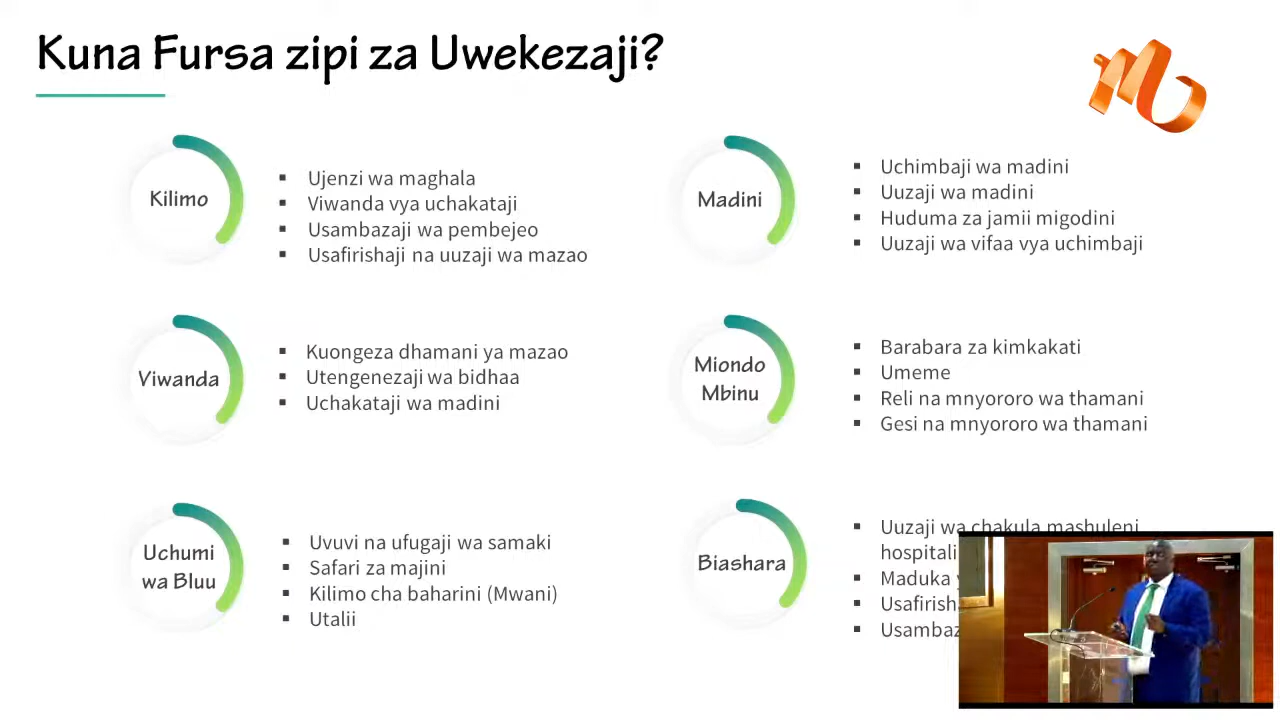 Kuna Fursa zipi za Uwekezaji?
Kilimo
Ujenzi wa maghala
Viwanda vya uchakataji
Usambazaji wa pembejeo
Usafirishaji na uuzaji wa mazao
Madini
Uchimbaji wa madini
Uuzaji wa madini
Huduma za jamii migodini
Uuzaji wa vifaa vya uchimbaji
Viwanda
Kuongeza dhamani ya mazao
Utengenezaji wa bidhaa
Uchakataji wa madini
Miondo
Mbinu
Barabara za kimkakati
Umeme
Reli na mnyororo wa thamani
Gesi na mnyororo wa thamani
Uchumi
wa Bluu
Uvuvi na ufugaji wa samaki
Safari za majini
Kilimo cha baharini (Mwani)
Utalii
Biashara
Uuzaji wa chakula mashuleni
hospitali
Maduka